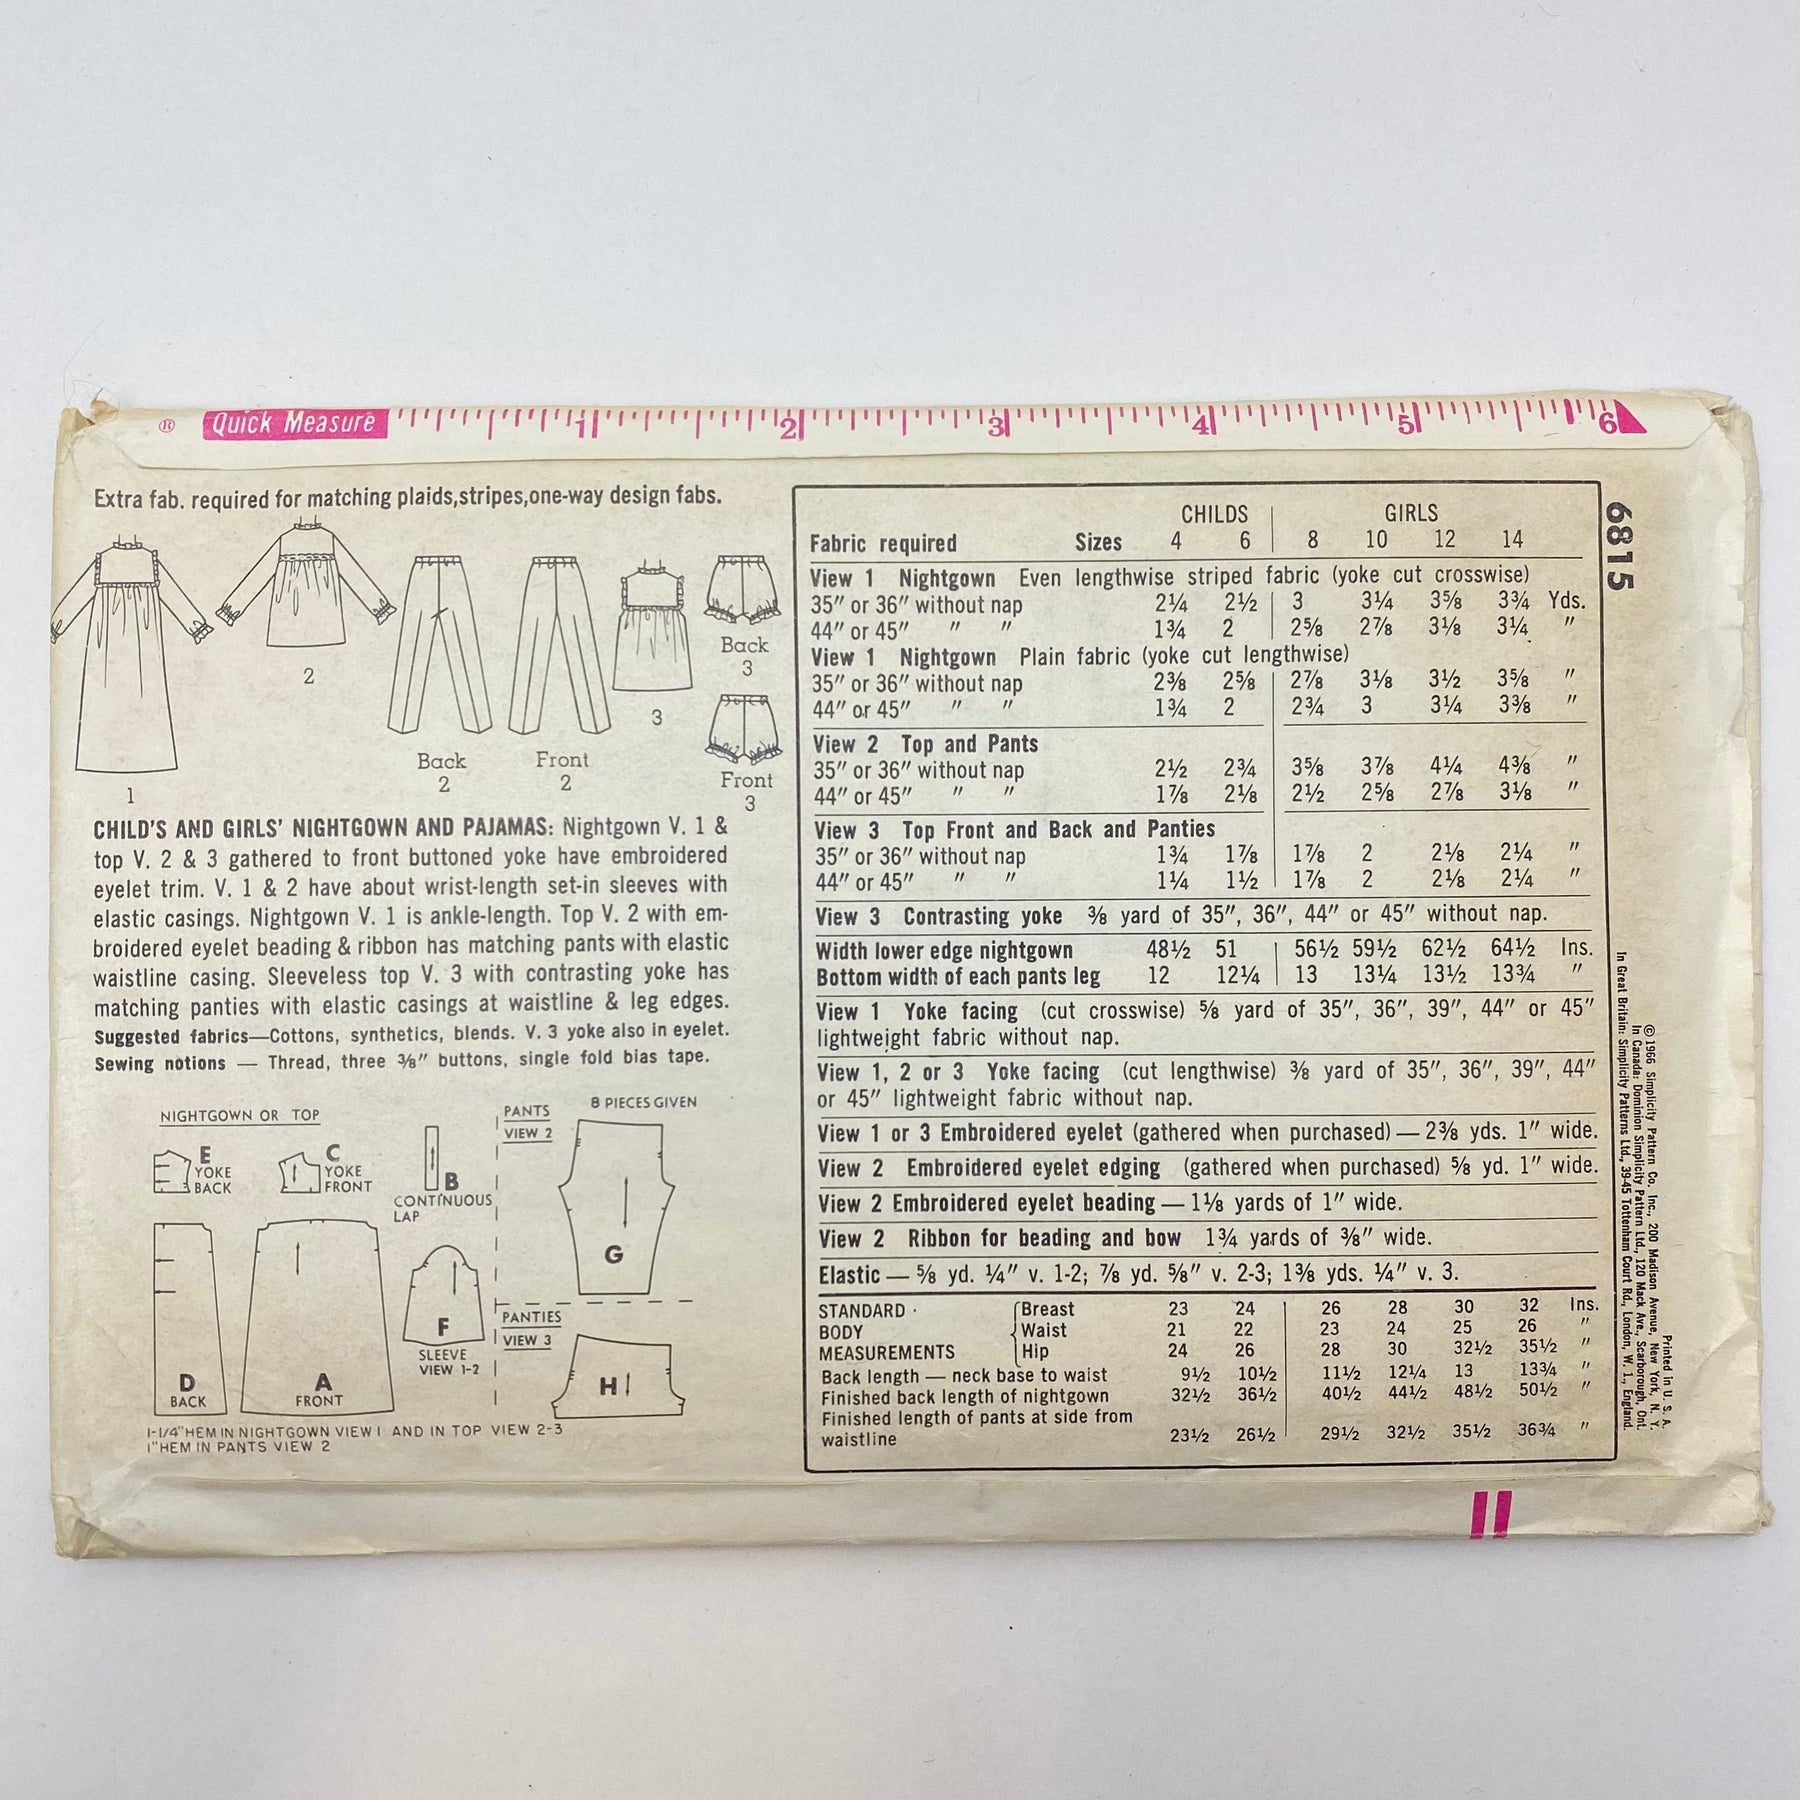 ® Quick Measure 1 2 3 4 5 6
Extra fab. required for matching plaids,stripes,one-way design fabs.
1
2
Back
2
Front
2
3
Back
3
Front
3
CHILD'S AND GIRLS' NIGHTGOWN AND PAJAMAS: Nightgown V. 1 &
top V. 2 & 3 gathered to front buttoned yoke have embroidered
eyelet trim. V. 1 & 2 have about wrist-length set-in sleeves with
elastic casings. Nightgown V. 1 is ankle-length. Top V. 2 with em-
broidered eyelet beading & ribbon has matching pants with elastic
waistline casing. Sleeveless top V. 3 with contrasting yoke has
matching panties with elastic casings at waistline & leg edges.
Suggested fabrics—Cottons, synthetics, blends. V. 3 yoke also in eyelet.
Sewing notions — Thread, three ⅜" buttons, single fold bias tape.
NIGHTGOWN OR TOP
E
YOKE
BACK
C
YOKE
FRONT
B
CONTINUOUS
LAP
D
BACK
A
FRONT
F
SLEEVE
VIEW 1-2
PANTS
VIEW 2
8 PIECES GIVEN
G
PANTIES
VIEW 3
H
1-1/4"HEM IN NIGHTGOWN VIEW 1 AND IN TOP VIEW 2-3
1"HEM IN PANTS VIEW 2
CHILDS GIRLS
Fabric required Sizes 4 6 8 10 12 14
View 1 Nightgown Even lengthwise striped fabric (yoke cut crosswise)
35" or 36" without nap 2¼ 2½ 3 3¼ 3⅝ 3¾ Yds.
44" or 45" " " 1¾ 2 2⅝ 2⅞ 3⅛ 3¼ "
View 1 Nightgown Plain fabric (yoke cut lengthwise)
35" or 36" without nap 2⅜ 2⅝ 2⅞ 3⅛ 3½ 3⅝ "
44" or 45" " " 1¾ 2 2¾ 3 3¼ 3⅜ "
View 2 Top and Pants
35" or 36" without nap 2½ 2¾ 3⅝ 3⅞ 4¼ 4⅜ "
44" or 45" " " 1⅞ 2⅛ 2½ 2⅝ 2⅞ 3⅛ "
View 3 Top Front and Back and Panties
35" or 36" without nap 1¾ 1⅞ 1⅞ 2 2⅛ 2¼ "
44" or 45" " " 1¼ 1½ 1⅞ 2 2⅛ 2¼ "
View 3 Contrasting yoke ⅜ yard of 35", 36", 44" or 45" without nap.
Width lower edge nightgown 48½ 51 56½ 59½ 62½ 64½ Ins.
Bottom width of each pants leg 12 12¼ 13 13¼ 13½ 13¾ "
View 1 Yoke facing (cut crosswise) ⅝ yard of 35", 36", 39", 44" or 45"
lightweight fabric without nap.
View 1, 2 or 3 Yoke facing (cut lengthwise) ⅜ yard of 35", 36", 39", 44"
or 45" lightweight fabric without nap.
View 1 or 3 Embroidered eyelet (gathered when purchased) — 2⅜ yds. 1" wide.
View 2 Embroidered eyelet edging (gathered when purchased) ⅝ yd. 1" wide.
View 2 Embroidered eyelet beading — 1⅛ yards of 1" wide.
View 2 Ribbon for beading and bow 1¾ yards of ⅜" wide.
Elastic — ⅝ yd. ¼" v. 1-2; ⅞ yd. ⅝" v. 2-3; 1⅜ yds. ¼" v. 3.
STANDARD Breast 23 24 26 28 30 32 Ins.
BODY Waist 21 22 23 24 25 26 "
MEASUREMENTS Hip 24 26 28 30 32½ 35½ "
Back length — neck base to waist 9½ 10½ 11½ 12¼ 13 13¾ "
Finished back length of nightgown 32½ 36½ 40½ 44½ 48½ 50½ "
Finished length of pants at side from
waistline 23½ 26½ 29½ 32½ 35½ 36¾ "
6815
Printed in U. S. A.
©1966 Simplicity Pattern Co. Inc., 200 Madison Avenue, New York, N. Y.
In Canada: Dominion Simplicity Pattern Ltd., 120 Mack Ave., Scarborough, Ont.
In Great Britain: Simplicity Patterns Ltd., 39-45 Tottenham Court Rd., London, W. 1., England.